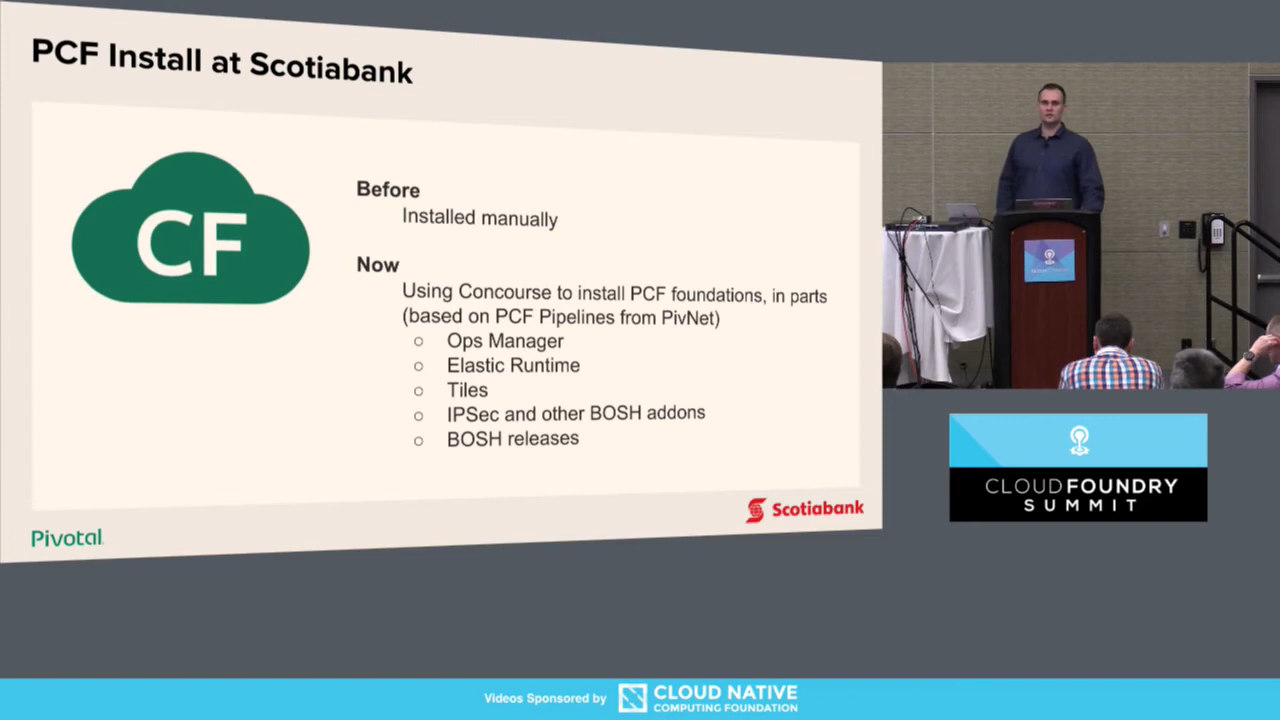 PCF Install at Scotiabank
CF
Before
Installed manually
Now
Using Concourse to install PCF foundations, in parts
(based on PCF Pipelines from PivNet)
Ops Manager
Elastic Runtime
Tiles
IPSec and other BOSH addons
BOSH releases
Scotiabank
Pivotal
CLOUD FOUNDRY
SUMMIT
Videos Sponsored by
CLOUD NATIVE
COMPUTING FOUNDATION